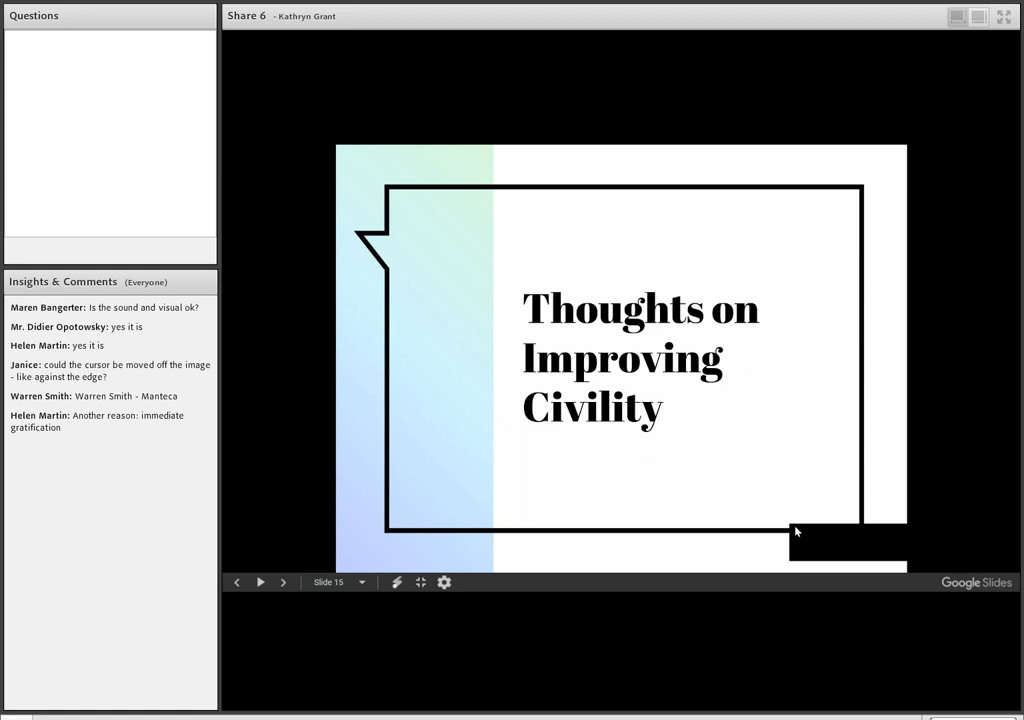 Questions
Share 6 - Kathryn Grant
Insights & Comments (Everyone)
Maren Bangerter: Is the sound and visual ok?
Mr. Didier Opotowsky: yes it is
Helen Martin: yes it is
Janice: could the cursor be moved off the image
- like against the edge?
Warren Smith: Warren Smith - Manteca
Helen Martin: Another reason: immediate
gratification
Thoughts on
Improving
Civility
Slide 15
Google Slides